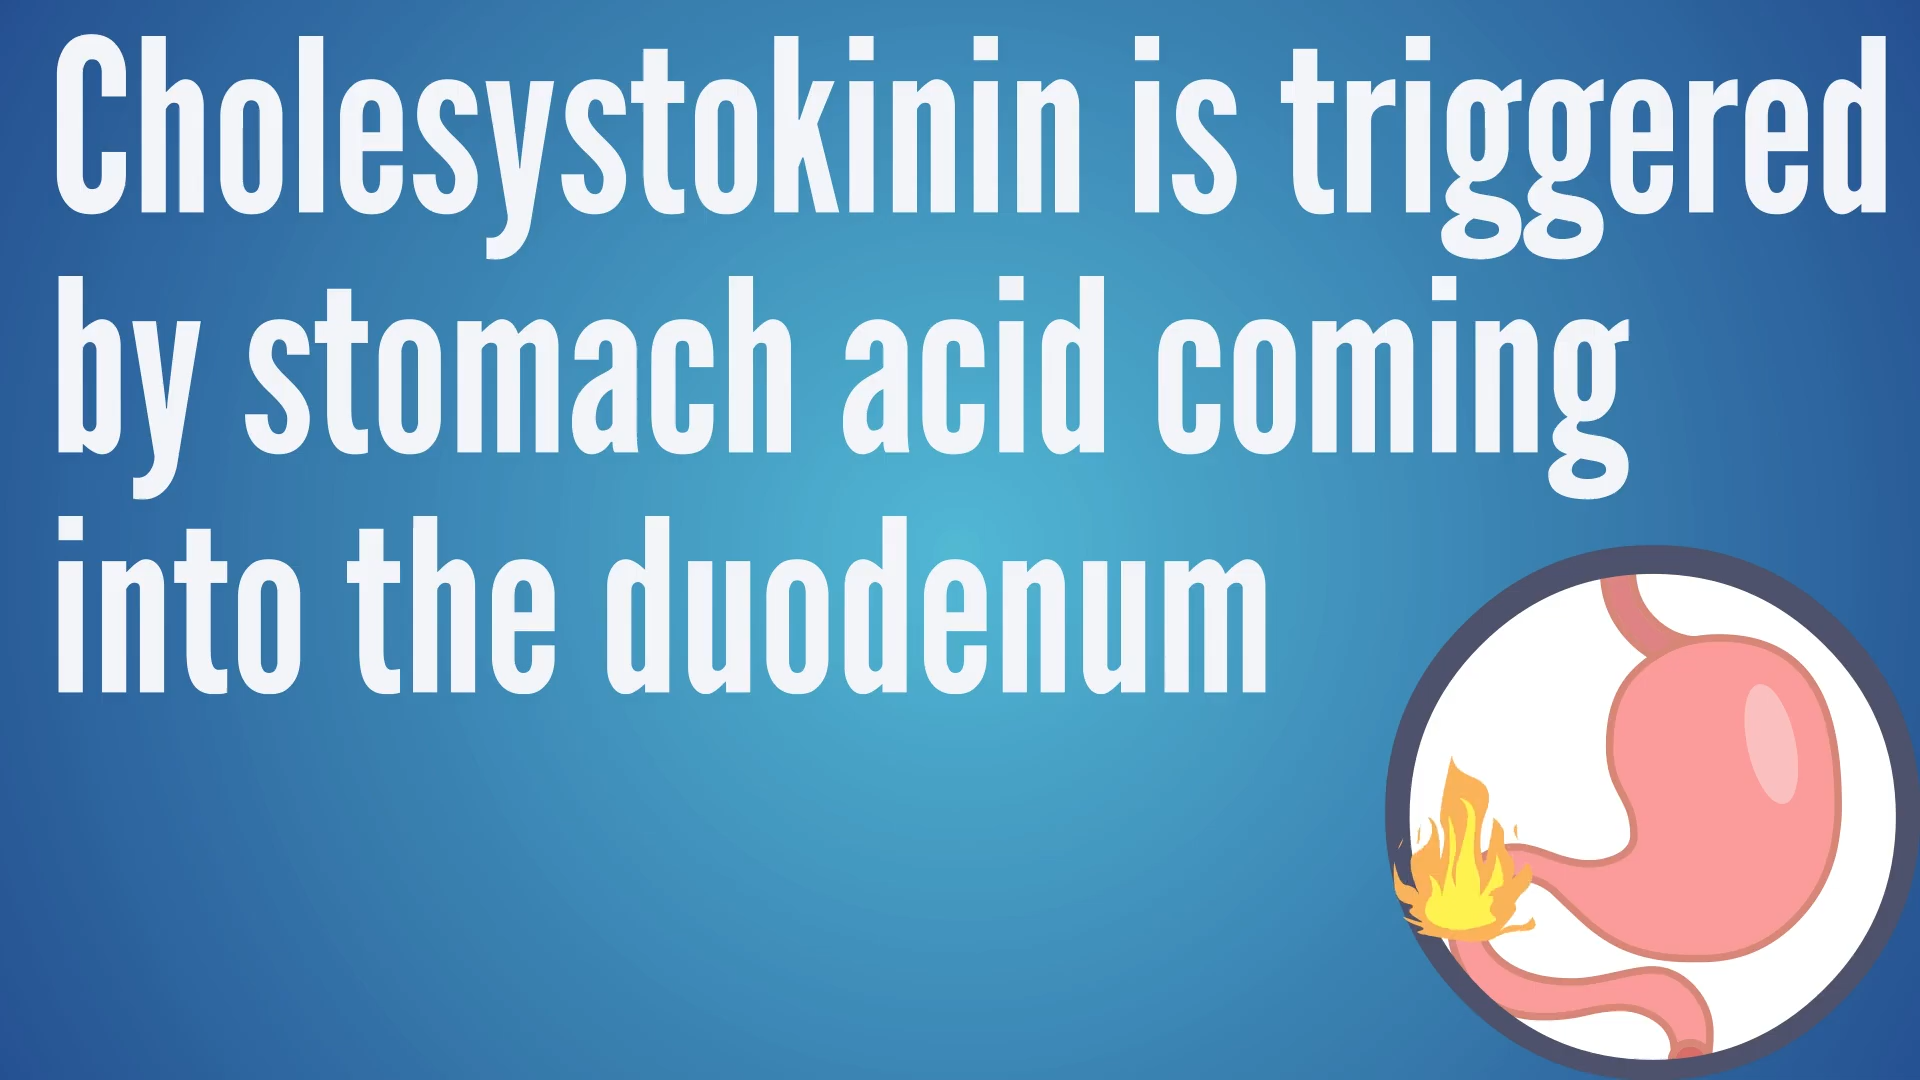 Cholesystokinin is triggered
by stomach acid coming
into the duodenum